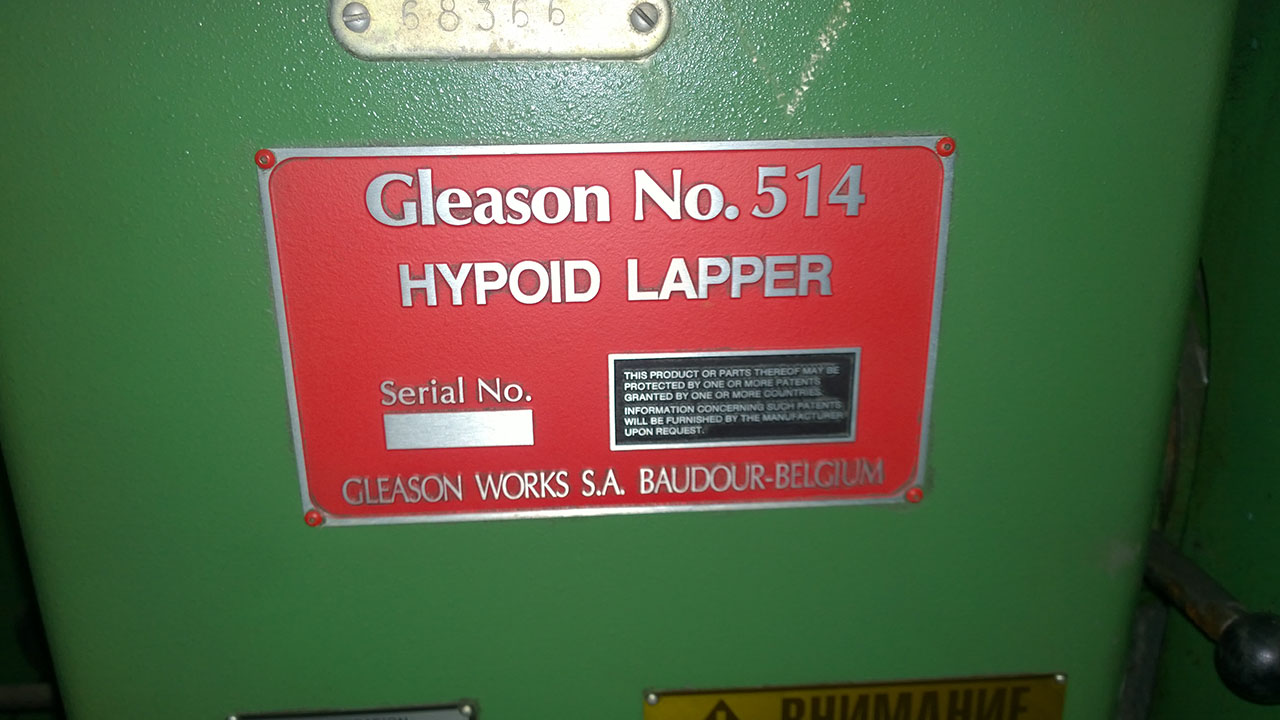 68366
Gleason No. 514
HYPOID LAPPER
Serial No.
THIS PRODUCT OR PARTS THEREOF MAY BE
PROTECTED BY ONE OR MORE PATENTS
GRANTED BY ONE OR MORE COUNTRIES.
INFORMATION CONCERNING SUCH PATENTS
WILL BE FURNISHED BY THE MANUFACTURER
UPON REQUEST.
GLEASON WORKS S.A. BAUDOUR-BELGIUM
ВНИМАНИЕ